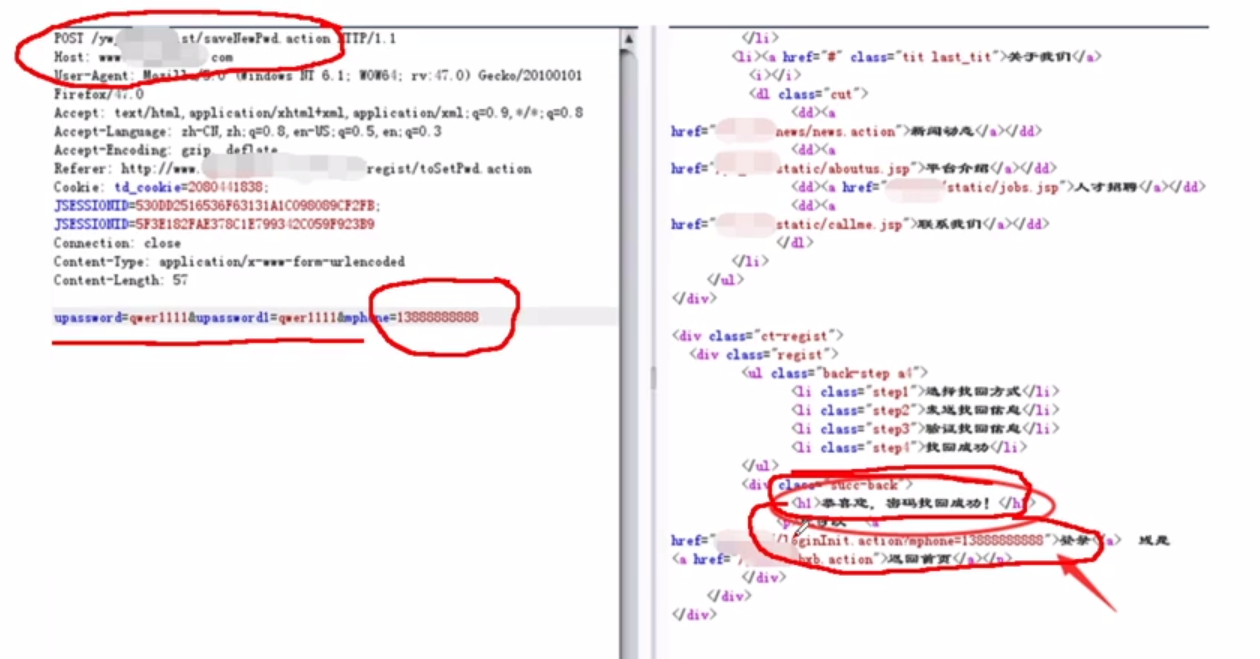 POST /yw st/saveNewPwd.action HTTP/1.1
Host: www com
User-Agent: Mozilla/5.0 (Windows NT 6.1; WOW64; rv:47.0) Gecko/20100101
Firefox/47.0
Accept: text/html,application/xhtml+xml,application/xml;q=0.9,*/*;q=0.8
Accept-Language: zh-CN,zh;q=0.8,en-US;q=0.5,en;q=0.3
Accept-Encoding: gzip, deflate
Referer: http://www. regist/toSetPwd.action
Cookie: td_cookie=2080441838;
JSESSIONID=530DD2516536F63131A1C098089CF2FB;
JSESSIONID=5F3E182FAE378C1E799342C059F923B9
Connection: close
Content-Type: application/x-www-form-urlencoded
Content-Length: 57
upassword=qwer1111&upassword1=qwer1111&mphone=13888888888
</li>
<li><a href="#" class="tit last_tit">关于我们</a>
<i></i>
<dl class="cut">
<dd><a
href=" news/news.action">新闻动态</a></dd>
<dd><a
href="/ static/aboutus.jsp">平台介绍</a></dd>
<dd><a href=" /static/jobs.jsp">人才招聘</a></dd>
<dd><a
href=" static/callme.jsp">联系我们</a></dd>
</dl>
</li>
</ul>
</div>
<div class="ct-regist">
<div class="regist">
<ul class="back-step a4">
<li class="step1">选择找回方式</li>
<li class="step2">发送找回信息</li>
<li class="step3">验证找回信息</li>
<li class="step4">找回成功</li>
</ul>
<div class="succ-back">
<h1>恭喜您，密码找回成功！</h1>
<p> <a
href=" /loginInit.action?mphone=13888888888">登录</a> 或是
<a href="/ hxb.action">返回首页</a></p>
</div>
</div>
</div>